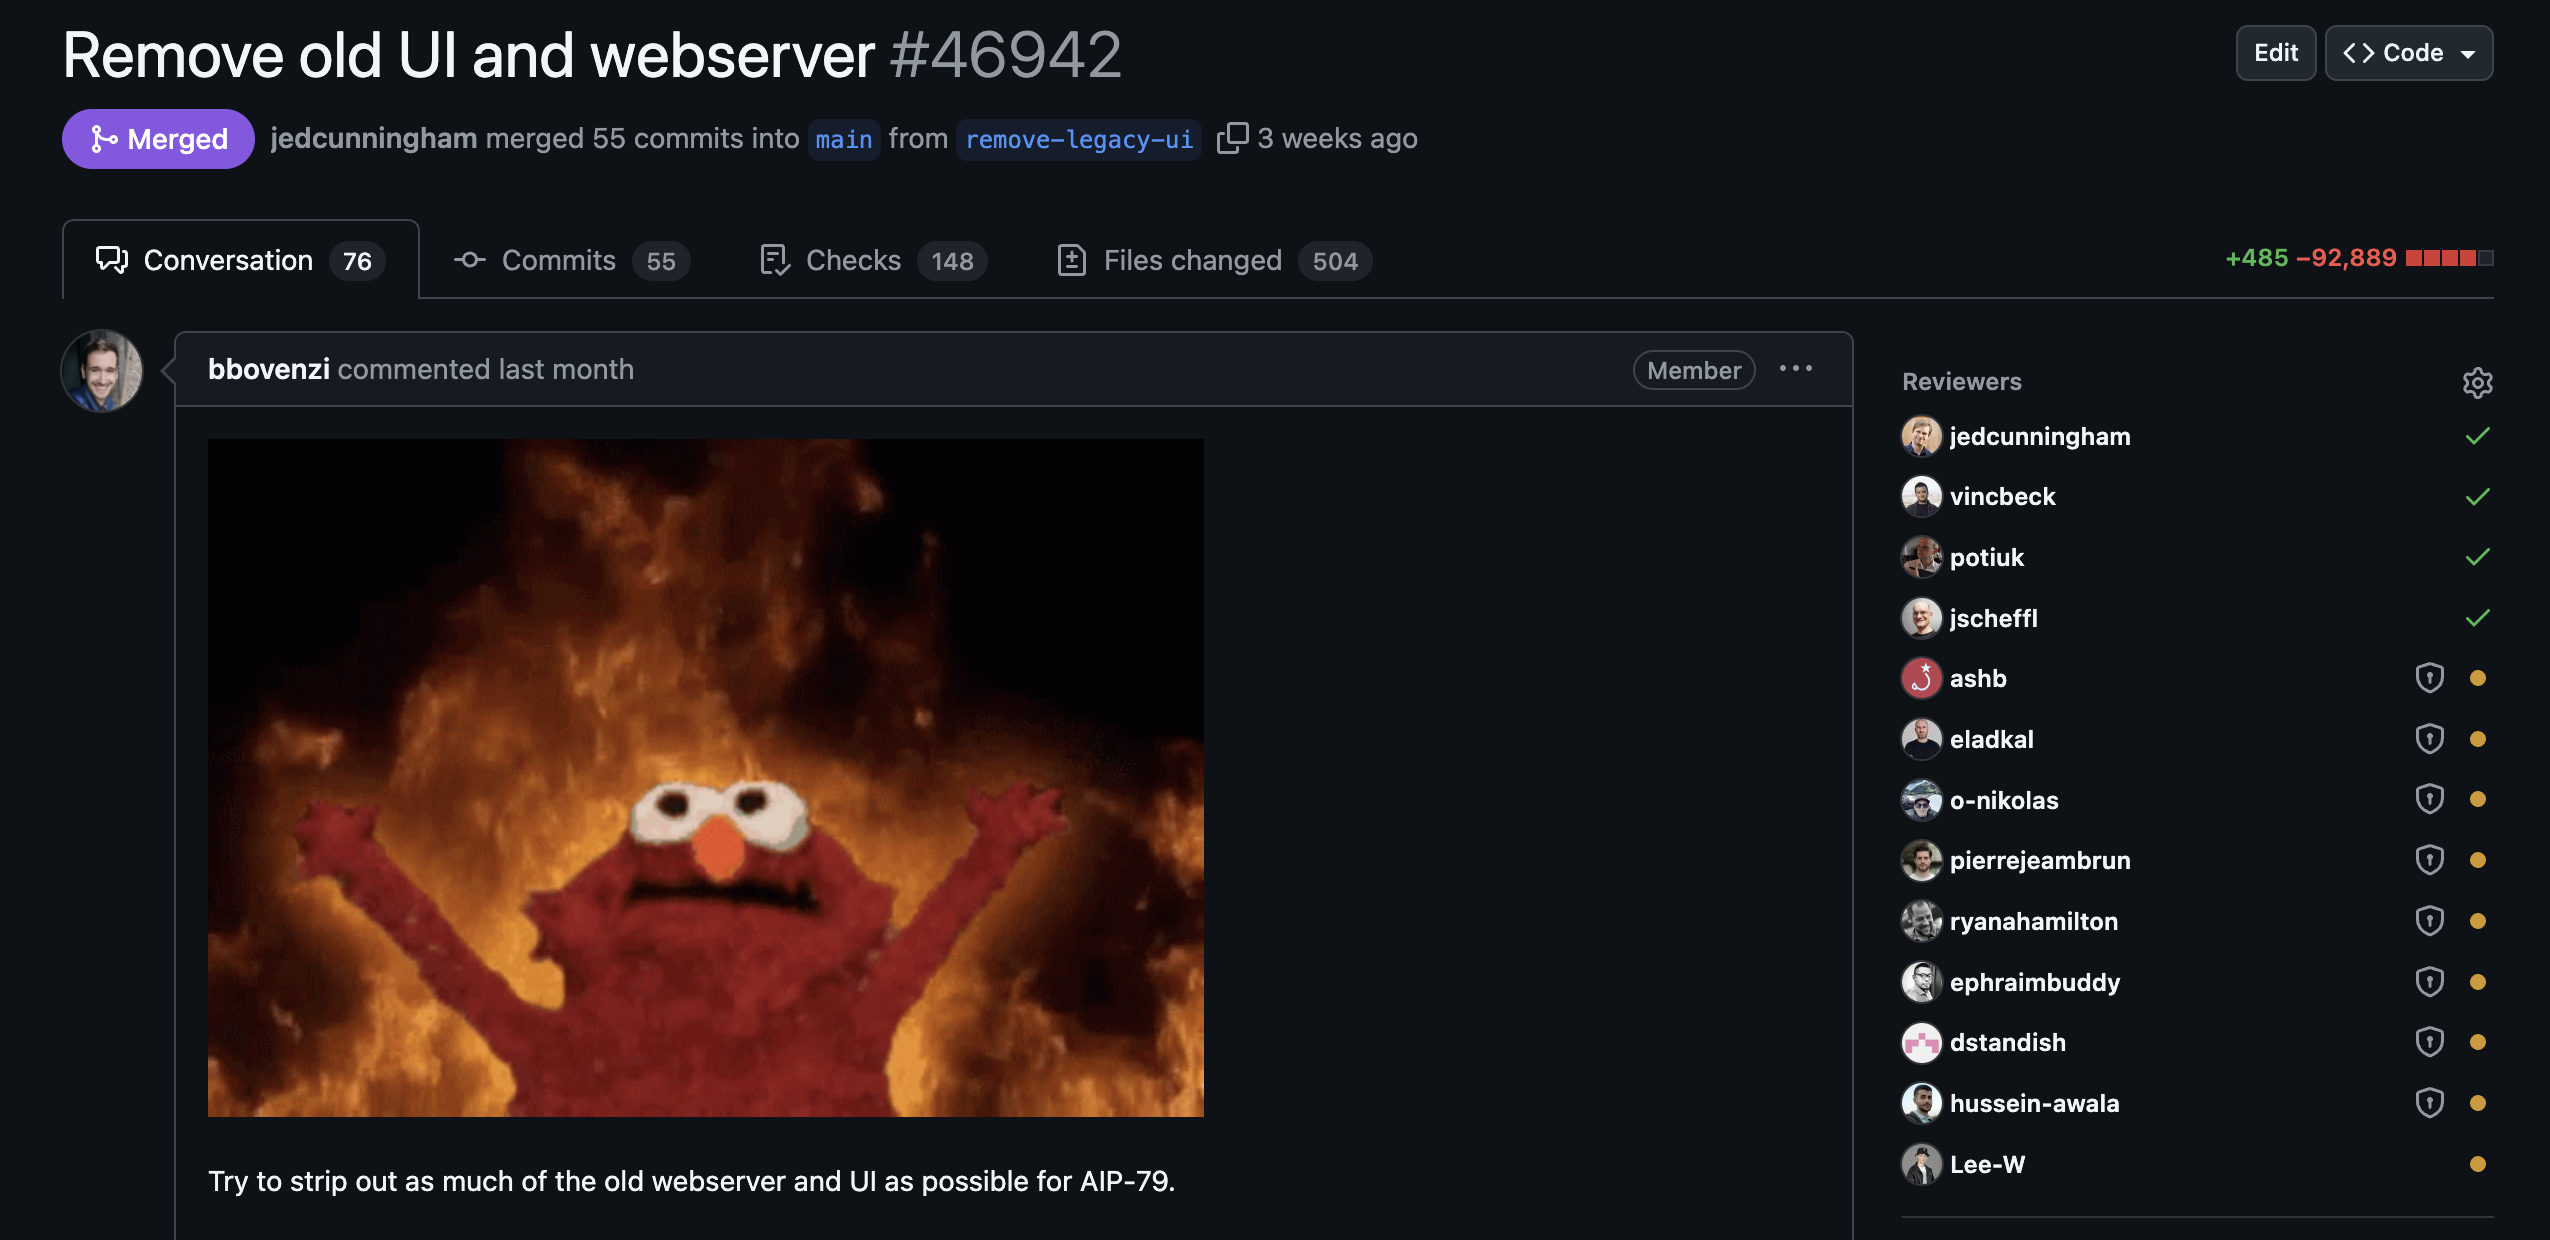 Remove old UI and webserver #46942
Edit
Code
Merged
jedcunningham merged 55 commits into main from remove-legacy-ui 3 weeks ago
Conversation 76
Commits 55
Checks 148
Files changed 504
+485 −92,889
bbovenzi commented last month
Member
Try to strip out as much of the old webserver and UI as possible for AIP-79.
Reviewers
jedcunningham
vincbeck
potiuk
jscheffl
ashb
eladkal
o-nikolas
pierrejeambrun
ryanahamilton
ephraimbuddy
dstandish
hussein-awala
Lee-W